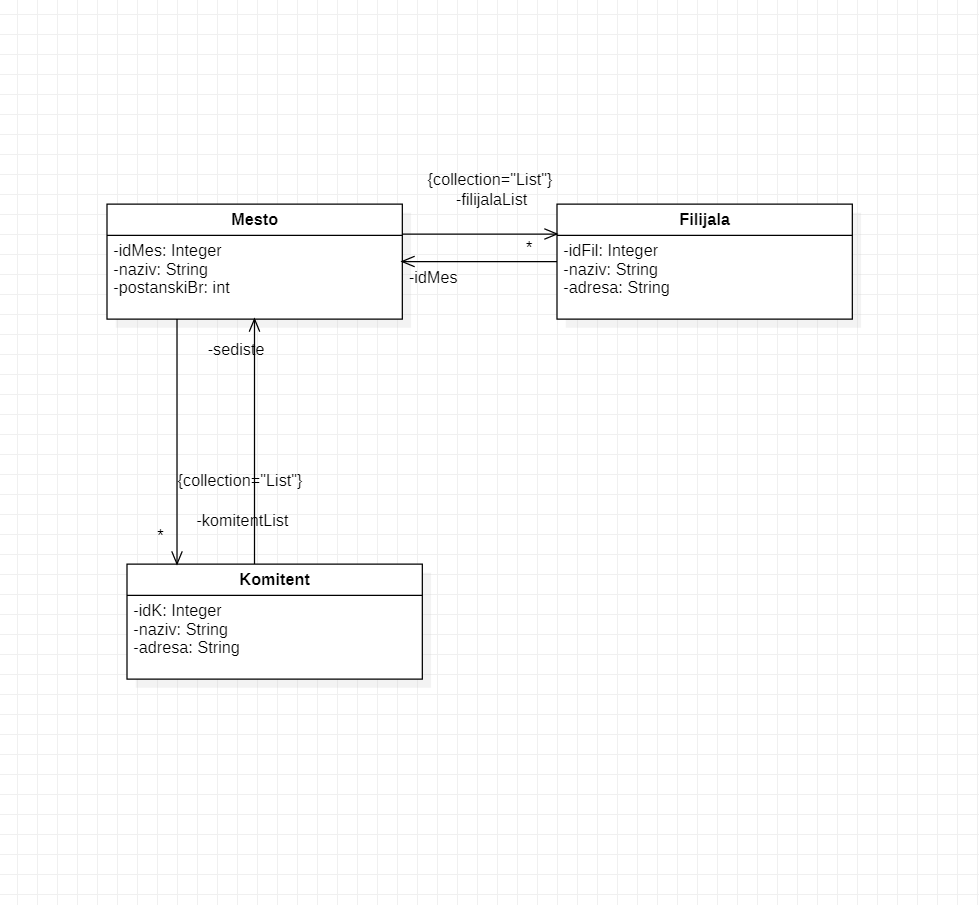 {collection="List"}
-filijalaList
Mesto
-idMes: Integer
-naziv: String
-postanskiBr: int
*
-idMes
Filijala
-idFil: Integer
-naziv: String
-adresa: String
-sediste
{collection="List"}
-komitentList
*
Komitent
-idK: Integer
-naziv: String
-adresa: String